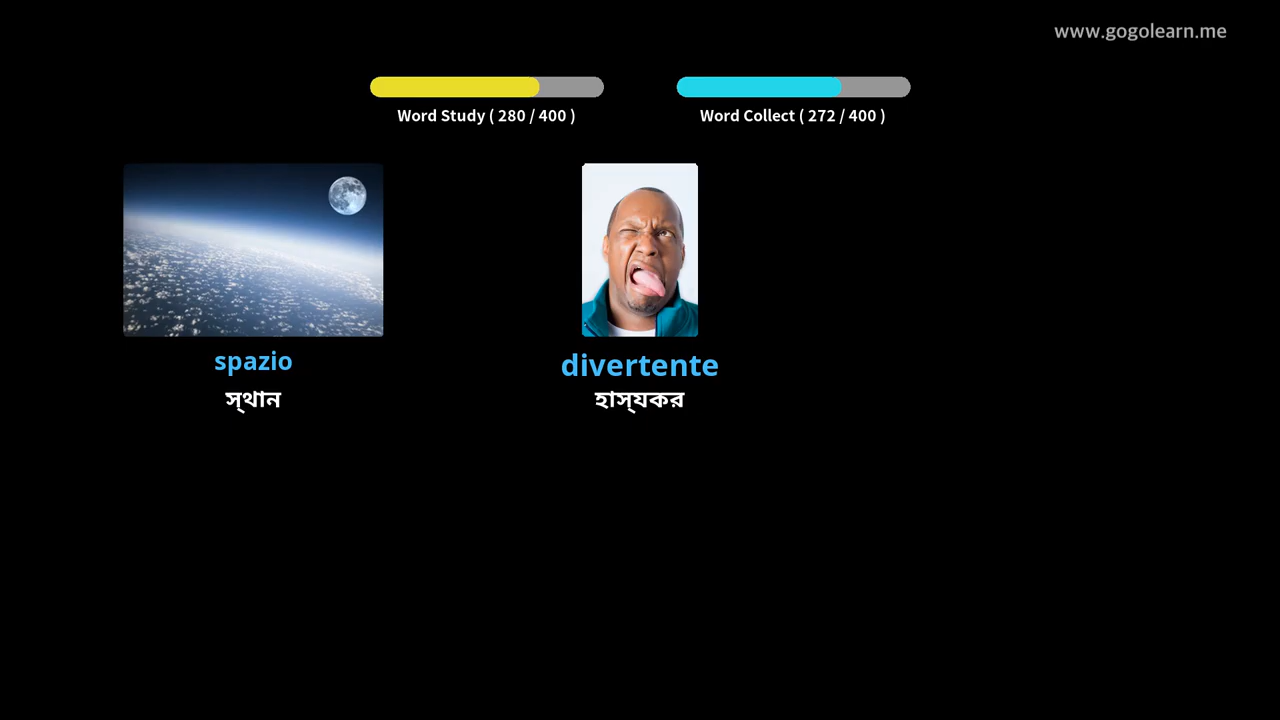 www.gogolearn.me
Word Study ( 280 / 400 )
Word Collect ( 272 / 400 )
spazio
স্থান
divertente
হাস্যকর